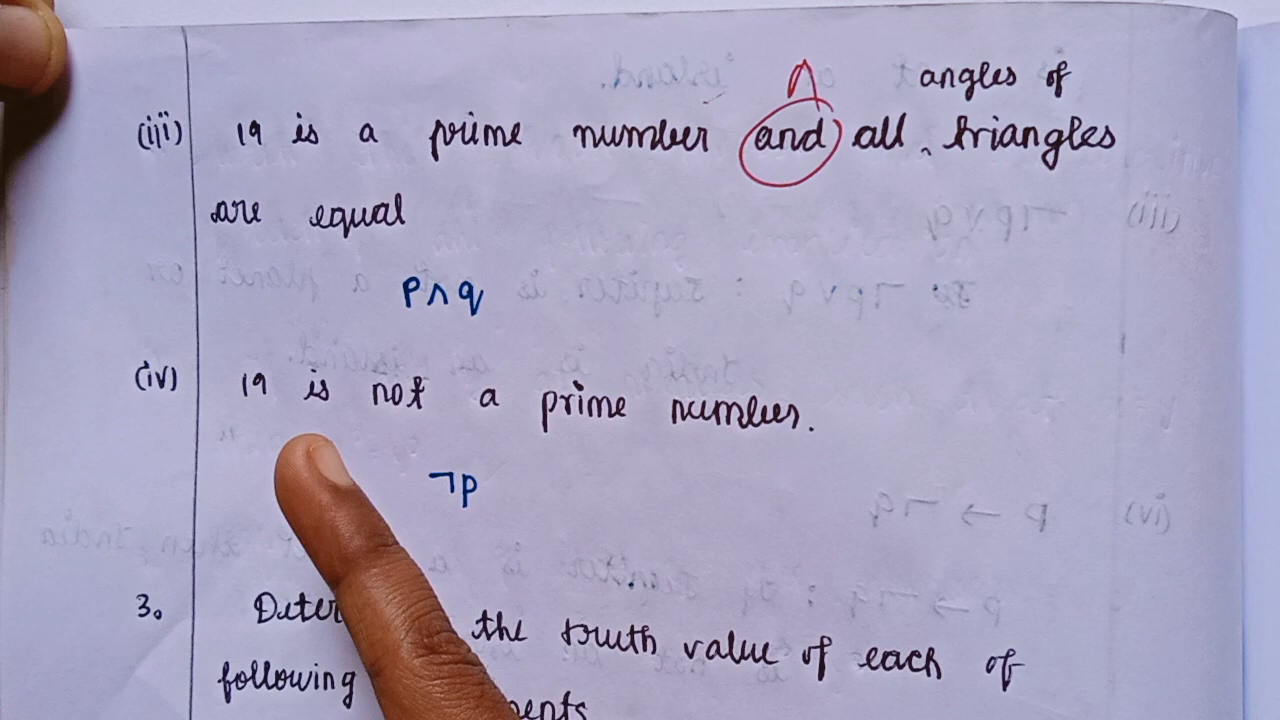 ∧ angles of
(iii) 19 is a prime number and all ‸ triangles
are equal
p∧q
(iv) 19 is not a prime number.
¬p
3. the truth value of each of
following